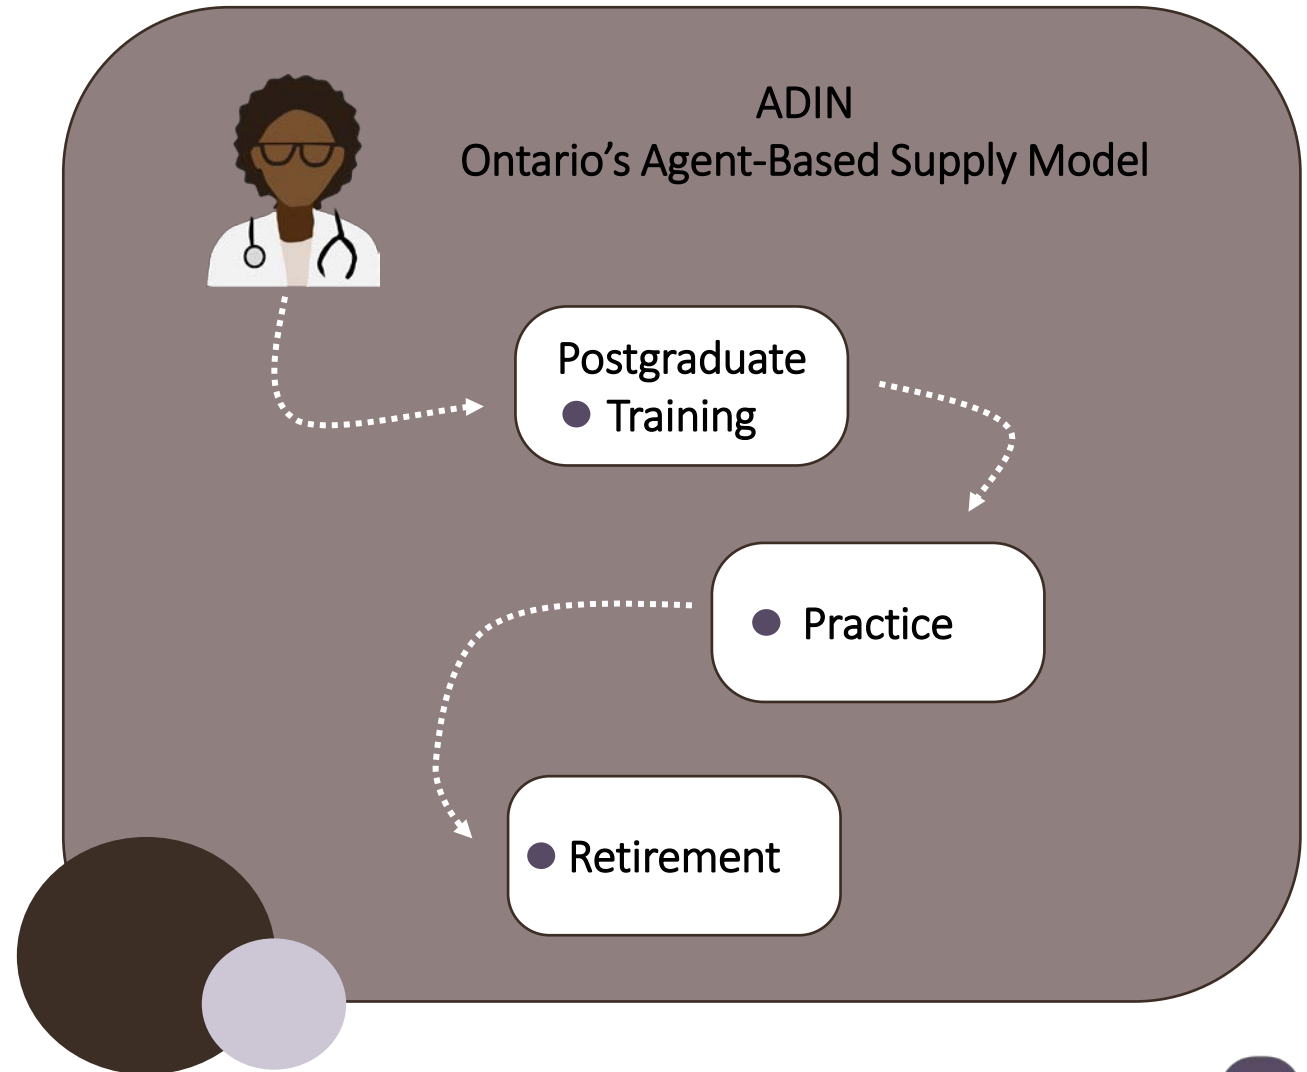 ADIN
Ontario’s Agent-Based Supply Model
Postgraduate
● Training
● Practice
● Retirement